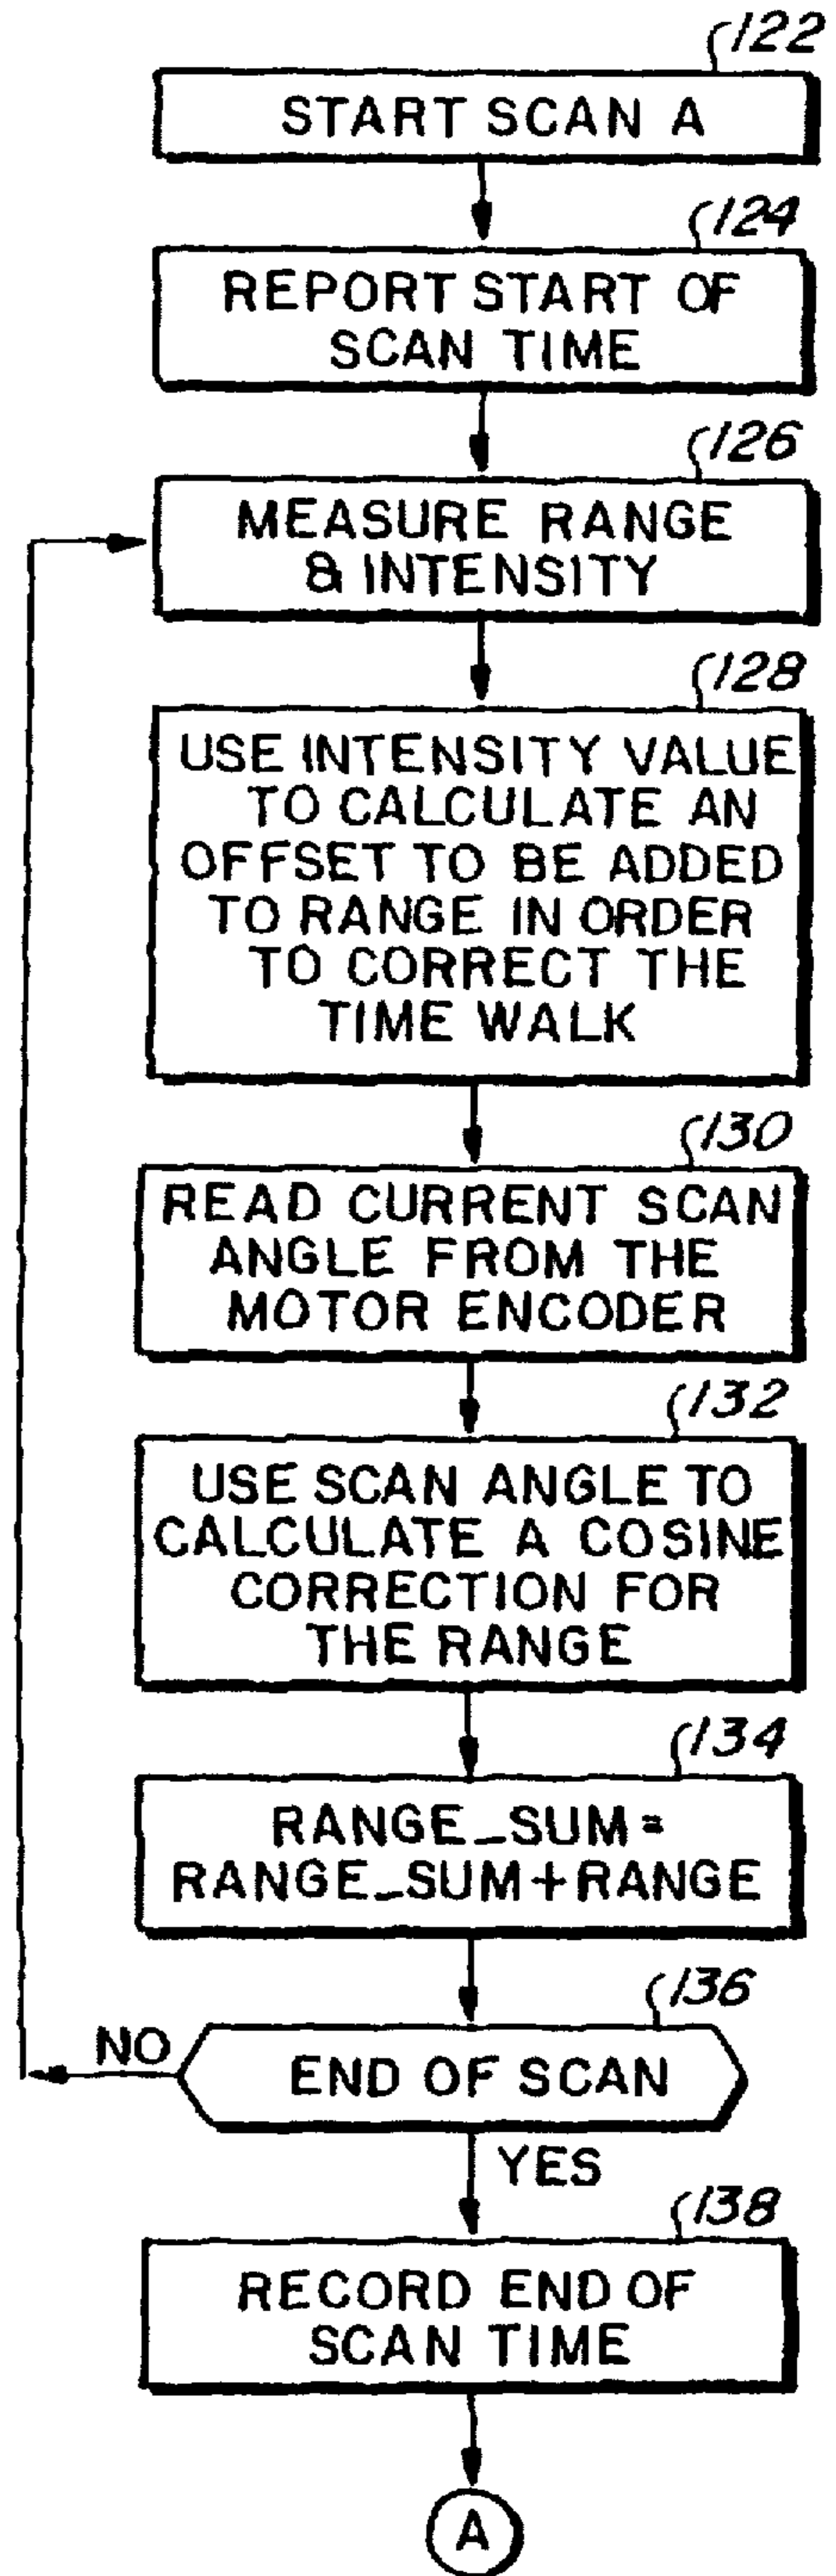 122
START SCAN A
124
REPORT START OF
SCAN TIME
126
MEASURE RANGE
& INTENSITY
128
USE INTENSITY VALUE
TO CALCULATE AN
OFFSET TO BE ADDED
TO RANGE IN ORDER
TO CORRECT THE
TIME WALK
130
READ CURRENT SCAN
ANGLE FROM THE
MOTOR ENCODER
132
USE SCAN ANGLE TO
CALCULATE A COSINE
CORRECTION FOR
THE RANGE
134
RANGE_SUM =
RANGE_SUM+RANGE
136
NO
END OF SCAN
YES
138
RECORD END OF
SCAN TIME
A